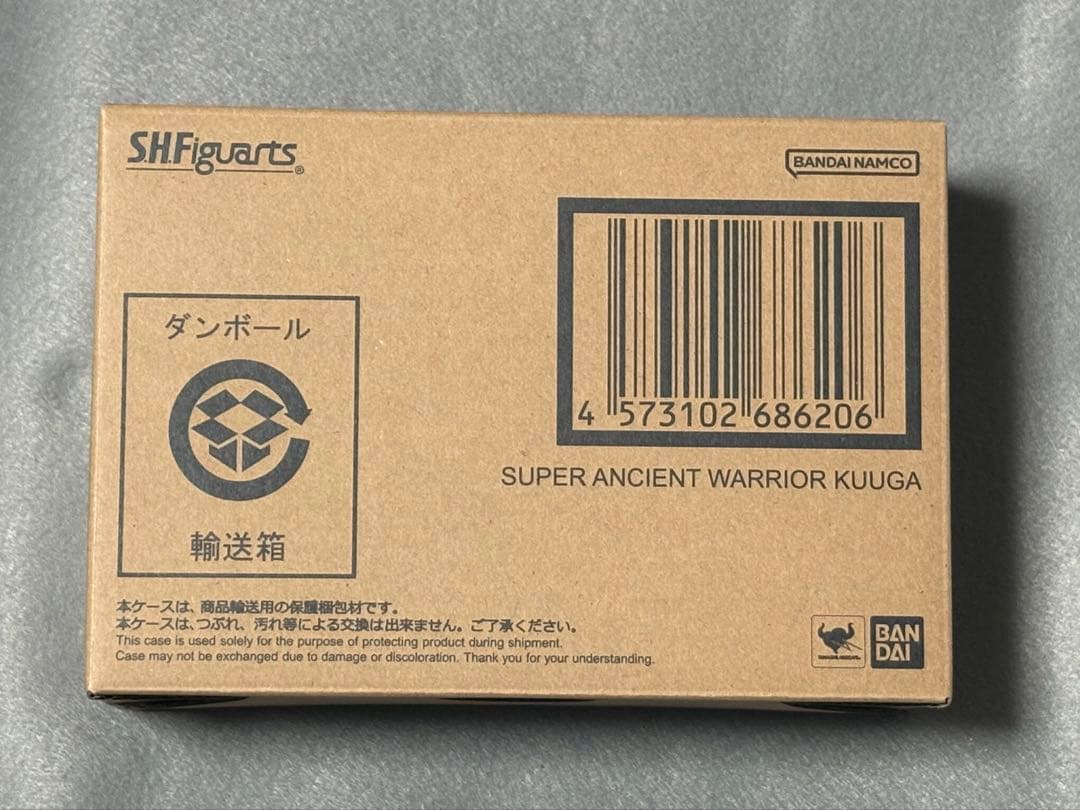 S.H.Figuarts®
BANDAI NAMCO
4 573102 686206
SUPER ANCIENT WARRIOR KUUGA
ダンボール
輸送箱
本ケースは、商品輸送用の保護梱包材です。
本ケースは、つぶれ、汚れ等による交換は出来ません。ご了承ください。
This case is used solely for the purpose of protecting product during shipment.
Case may not be exchanged due to damage or discoloration. Thank you for your understanding.
BAN
DAI